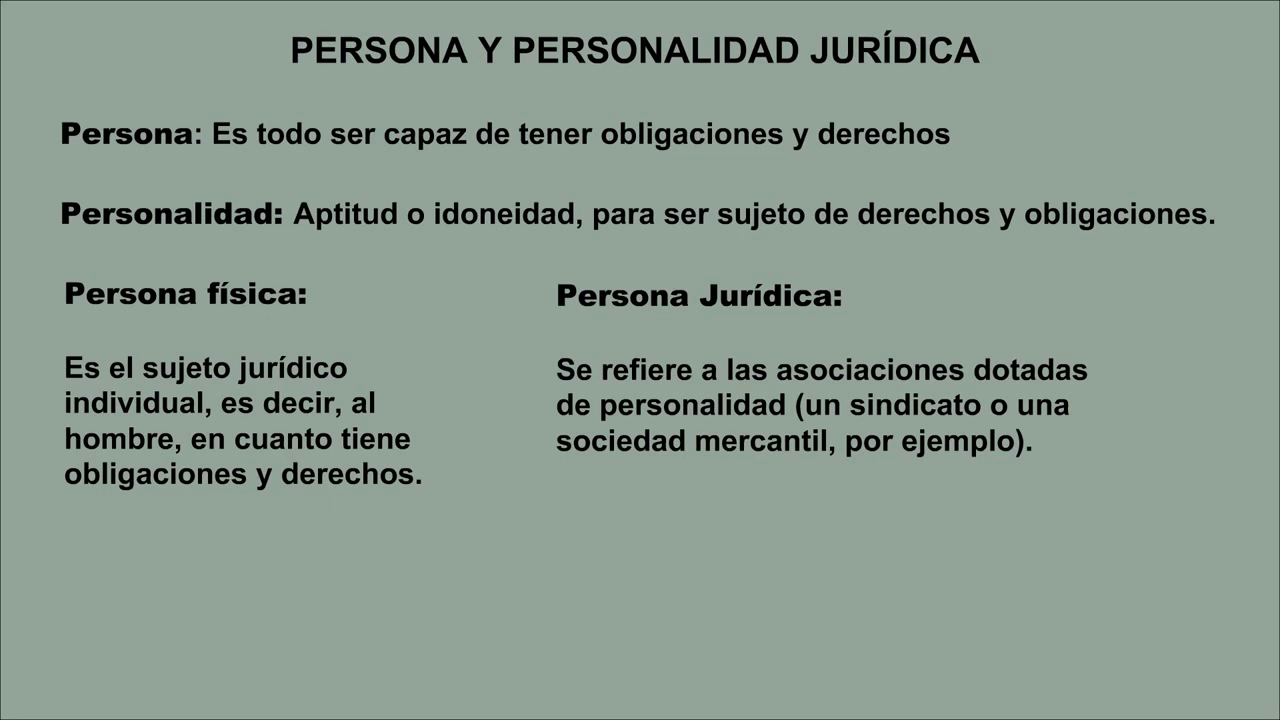 PERSONA Y PERSONALIDAD JURÍDICA
Persona: Es todo ser capaz de tener obligaciones y derechos
Personalidad: Aptitud o idoneidad, para ser sujeto de derechos y obligaciones.
Persona física:
Es el sujeto jurídico
individual, es decir, al
hombre, en cuanto tiene
obligaciones y derechos.
Persona Jurídica:
Se refiere a las asociaciones dotadas
de personalidad (un sindicato o una
sociedad mercantil, por ejemplo).